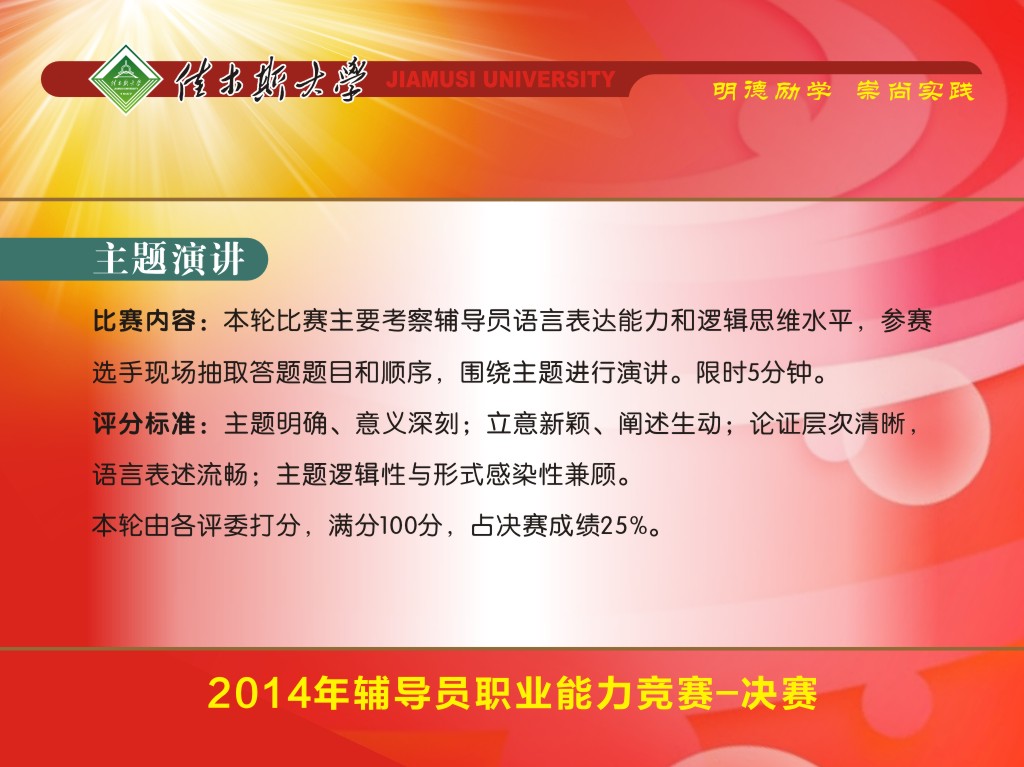 佳木斯大学 JIAMUSI UNIVERSITY
明德励学 崇尚实践
主题演讲
比赛内容：本轮比赛主要考察辅导员语言表达能力和逻辑思维水平，参赛
选手现场抽取答题题目和顺序，围绕主题进行演讲。限时5分钟。
评分标准：主题明确、意义深刻；立意新颖、阐述生动；论证层次清晰，
语言表述流畅；主题逻辑性与形式感染性兼顾。
本轮由各评委打分，满分100分，占决赛成绩25%。
2014年辅导员职业能力竞赛-决赛